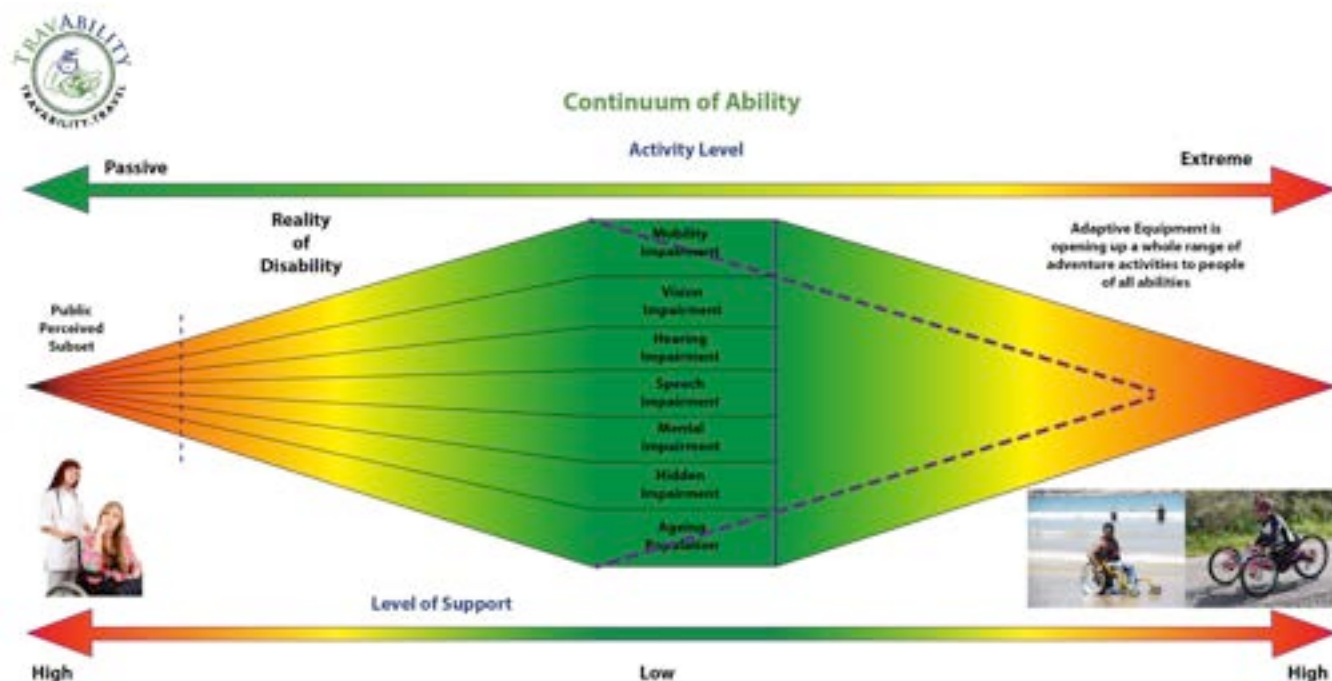 TRAVABILITY
TRAVABILITY.TRAVEL
Continuum of Ability
Activity Level
Passive
Extreme
Reality
of
Disability
Adaptive Equipment is
opening up a whole range of
adventure activities to people
of all abilities
Public
Perceived
Subset
Mobility
Impairment
Vision
Impairment
Hearing
Impairment
Speech
Impairment
Mental
Impairment
Hidden
Impairment
Ageing
Population
Level of Support
High
Low
High